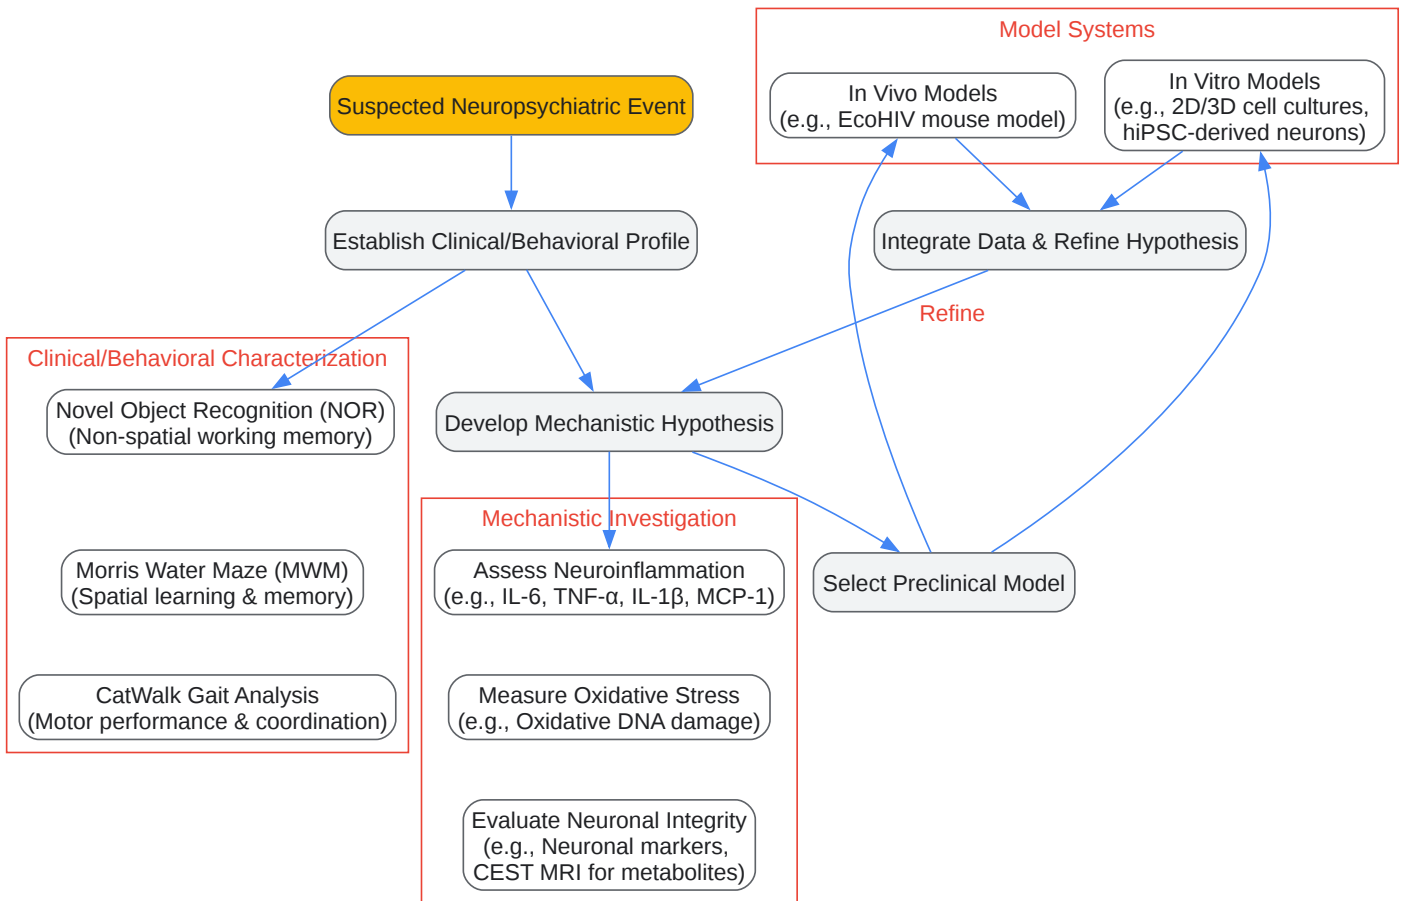 Model Systems
In Vivo Models
(e.g., EcoHIV mouse model)
In Vitro Models
(e.g., 2D/3D cell cultures,
hiPSC-derived neurons)
Suspected Neuropsychiatric Event
Establish Clinical/Behavioral Profile
Integrate Data & Refine Hypothesis
Refine
Clinical/Behavioral Characterization
Novel Object Recognition (NOR)
(Non-spatial working memory)
Morris Water Maze (MWM)
(Spatial learning & memory)
CatWalk Gait Analysis
(Motor performance & coordination)
Develop Mechanistic Hypothesis
Mechanistic Investigation
Assess Neuroinflammation
(e.g., IL-6, TNF-α, IL-1β, MCP-1)
Measure Oxidative Stress
(e.g., Oxidative DNA damage)
Evaluate Neuronal Integrity
(e.g., Neuronal markers,
CEST MRI for metabolites)
Select Preclinical Model